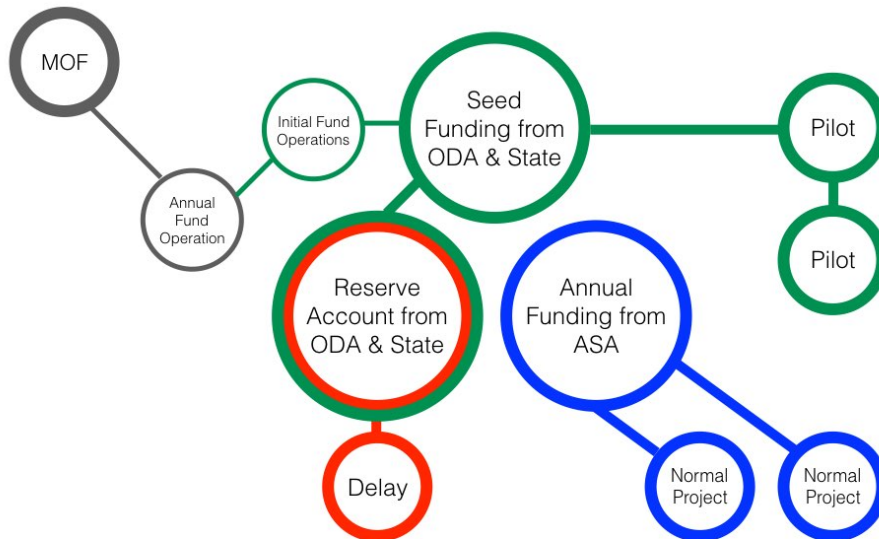 MOF
Initial Fund
Operations
Seed
Funding from
ODA & State
Pilot
Annual
Fund
Operation
Pilot
Reserve
Account from
ODA & State
Annual
Funding from
ASA
Delay
Normal
Project
Normal
Project